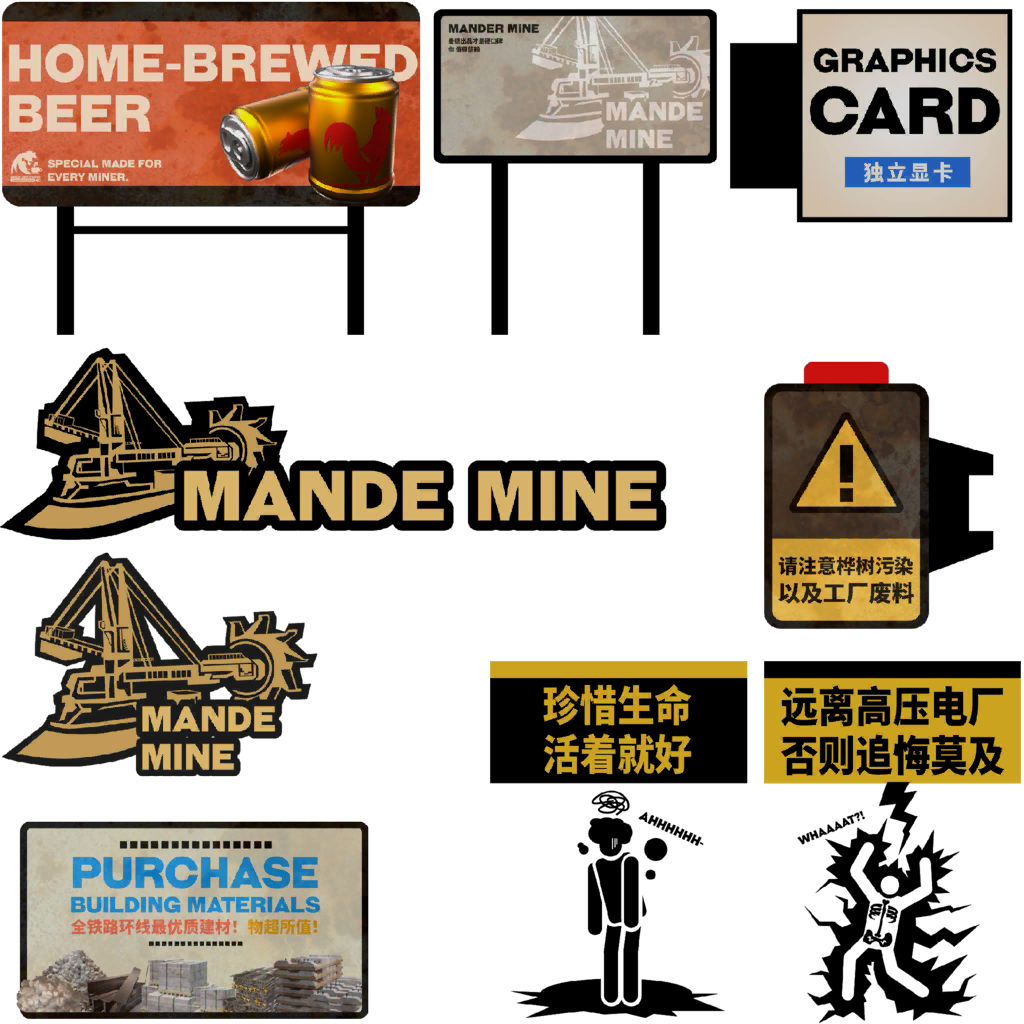 HOME-BREWED
BEER
SPECIAL MADE FOR
EVERY MINER.
MANDER MINE
MANDE
MINE
GRAPHICS
CARD
独立显卡
MANDE MINE
请注意桦树污染
以及工厂废料
MANDE
MINE
珍惜生命
活着就好
远离高压电厂
否则追悔莫及
AHHHHHH-
WHAAAAT?!
PURCHASE
BUILDING MATERIALS
全铁路环线最优质建材！物超所值！